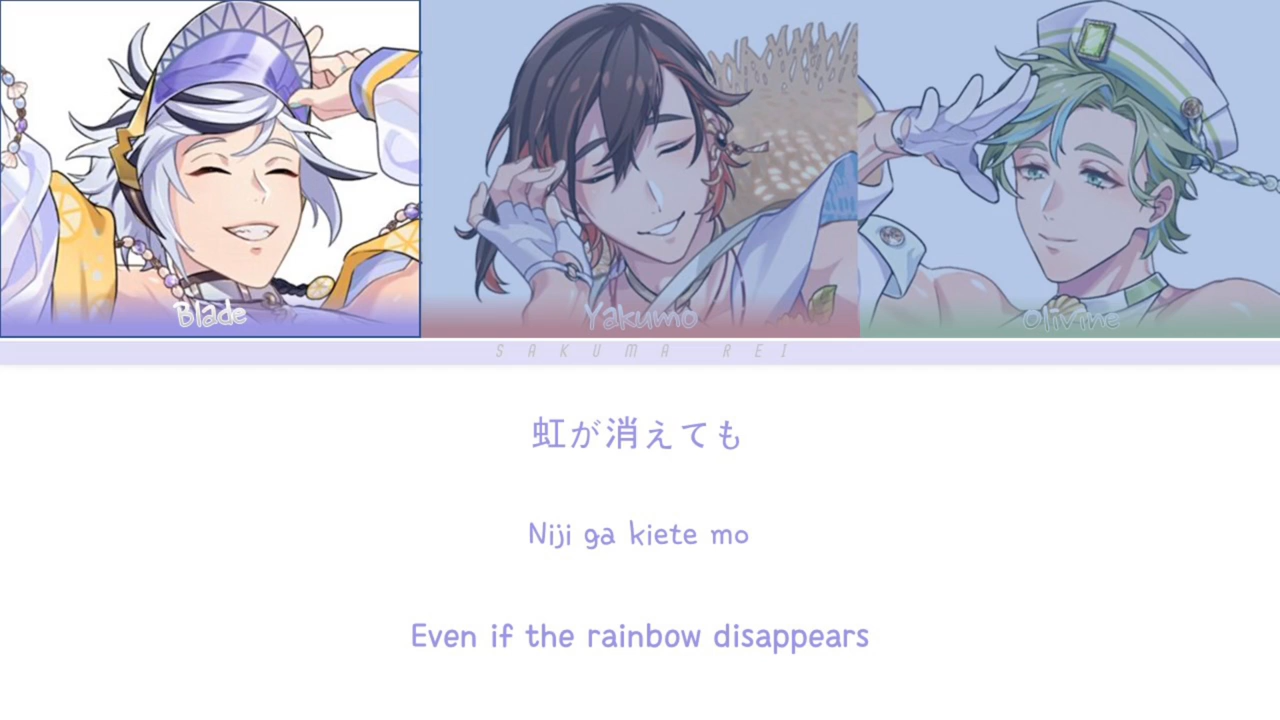 Blade
Yakumo
Olivine
SAKUMA REI
虹が消えても
Niji ga kiete mo
Even if the rainbow disappears